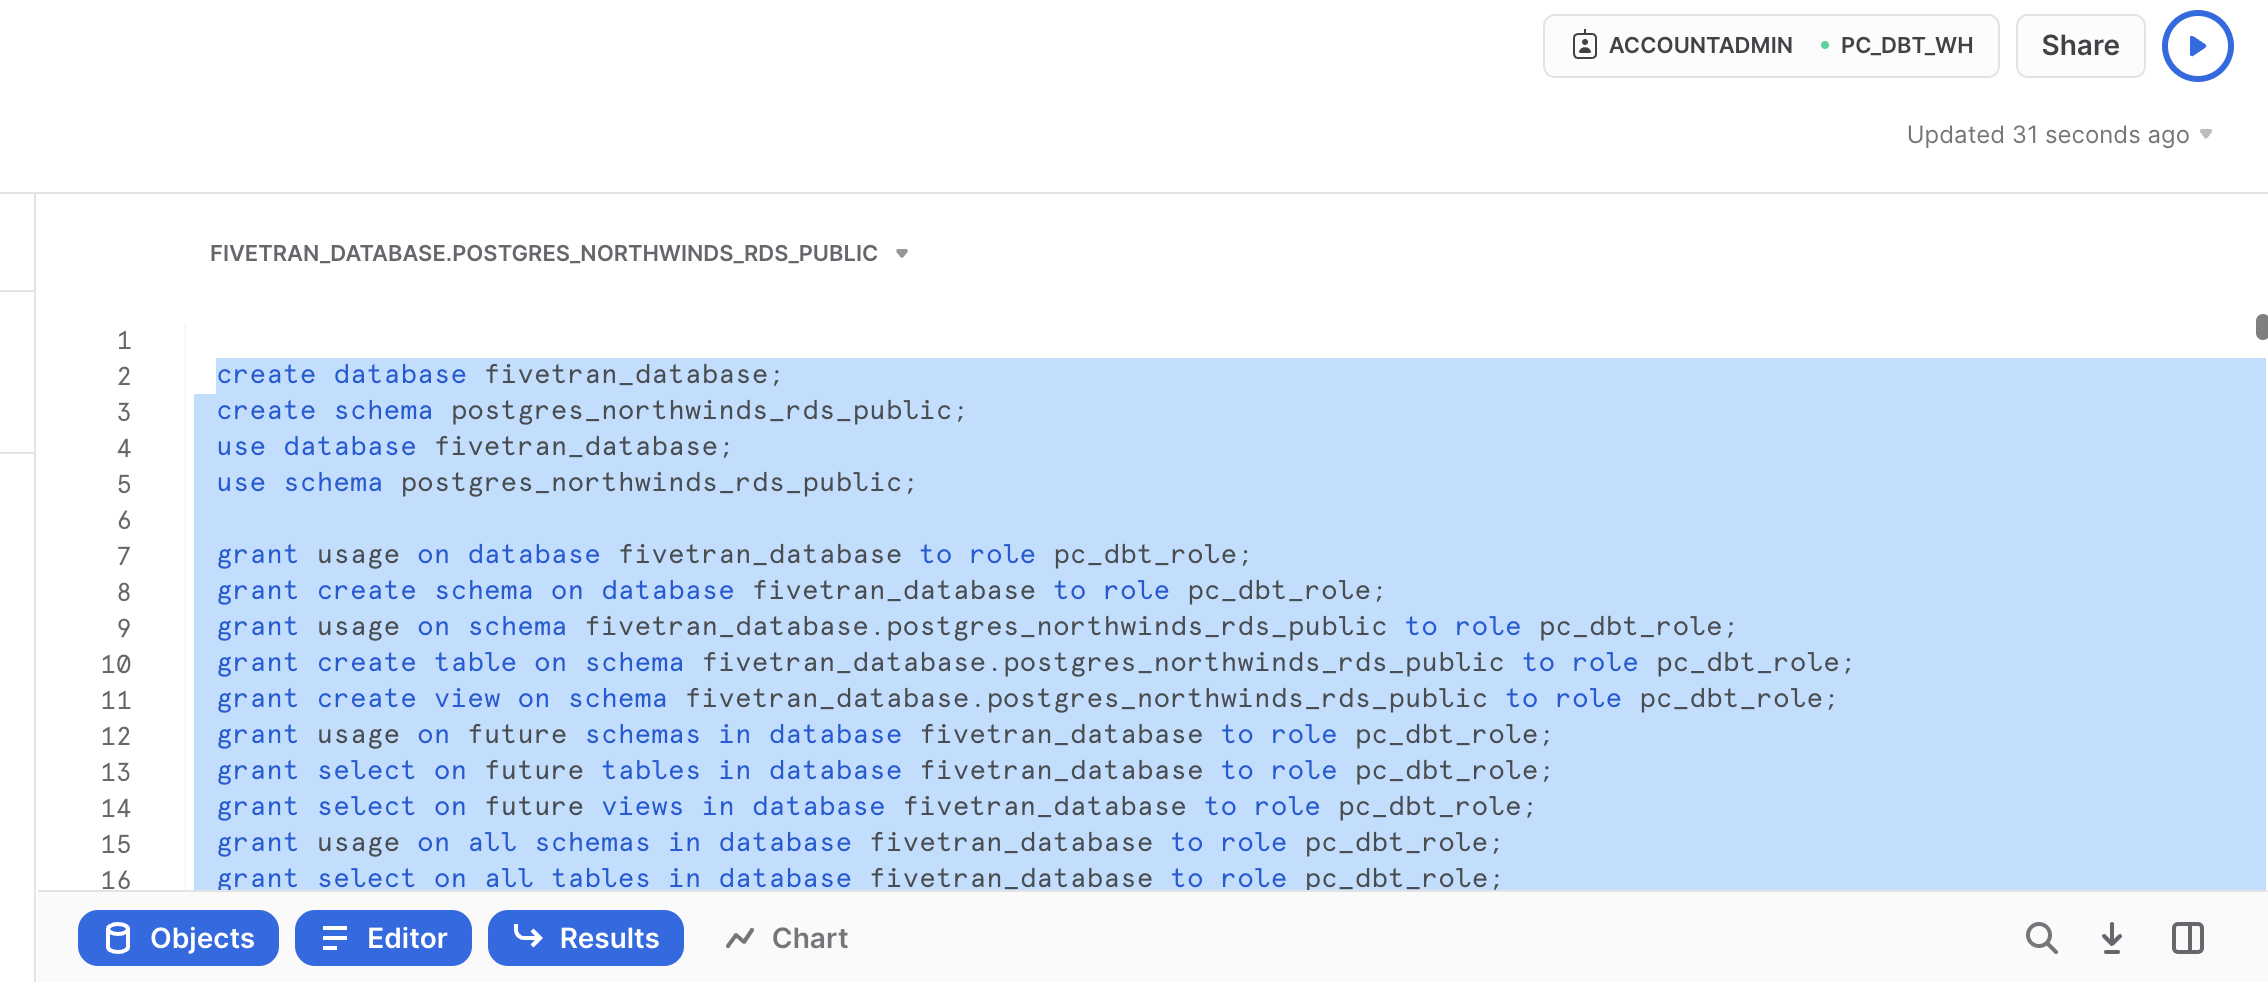 ACCOUNTADMIN PC_DBT_WH Share
Updated 31 seconds ago
FIVETRAN_DATABASE.POSTGRES_NORTHWINDS_RDS_PUBLIC
1
2 create database fivetran_database;
3 create schema postgres_northwinds_rds_public;
4 use database fivetran_database;
5 use schema postgres_northwinds_rds_public;
6
7 grant usage on database fivetran_database to role pc_dbt_role;
8 grant create schema on database fivetran_database to role pc_dbt_role;
9 grant usage on schema fivetran_database.postgres_northwinds_rds_public to role pc_dbt_role;
10 grant create table on schema fivetran_database.postgres_northwinds_rds_public to role pc_dbt_role;
11 grant create view on schema fivetran_database.postgres_northwinds_rds_public to role pc_dbt_role;
12 grant usage on future schemas in database fivetran_database to role pc_dbt_role;
13 grant select on future tables in database fivetran_database to role pc_dbt_role;
14 grant select on future views in database fivetran_database to role pc_dbt_role;
15 grant usage on all schemas in database fivetran_database to role pc_dbt_role;
16 grant select on all tables in database fivetran_database to role pc_dbt_role;
Objects Editor Results Chart